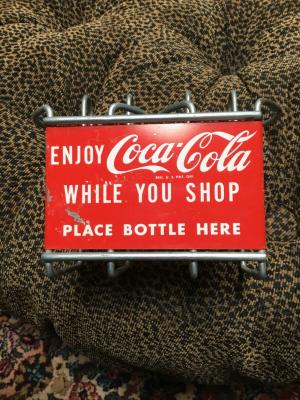 ENJOY Coca-Cola
REG. U.S. PAT. OFF.
WHILE YOU SHOP
PLACE BOTTLE HERE